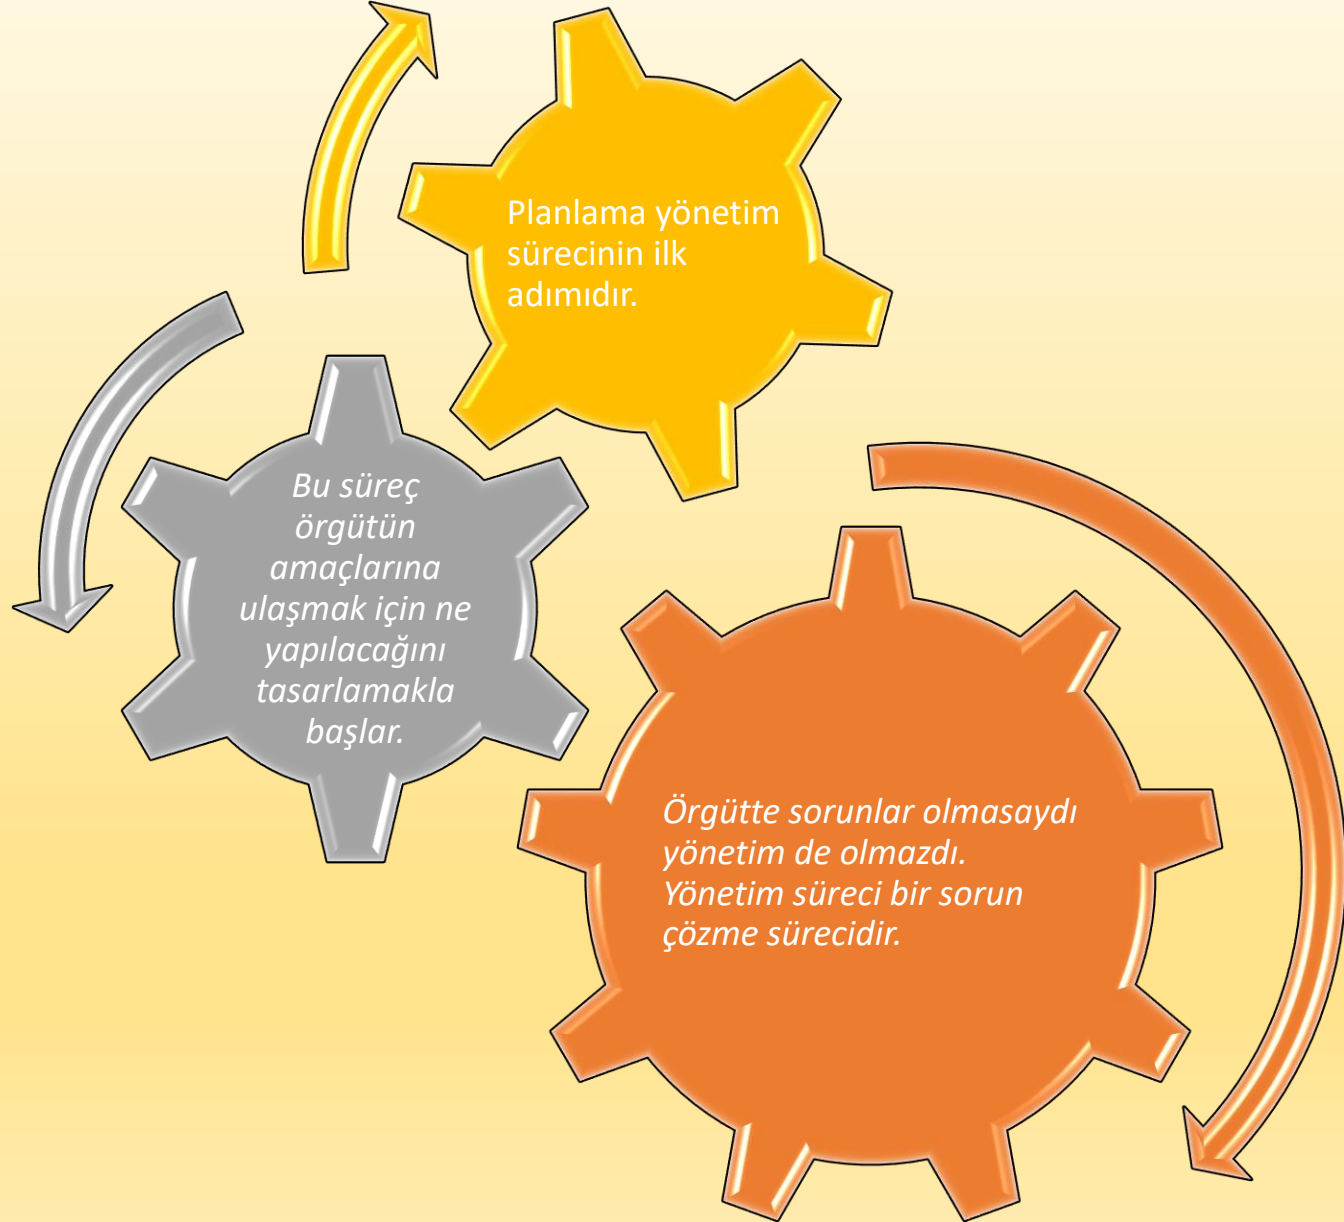 Planlama yönetim
sürecinin ilk
adımıdır.
Bu süreç
örgütün
amaçlarına
ulaşmak için ne
yapılacağını
tasarlamakla
başlar.
Örgütte sorunlar olmasaydı
yönetim de olmazdı.
Yönetim süreci bir sorun
çözme sürecidir.